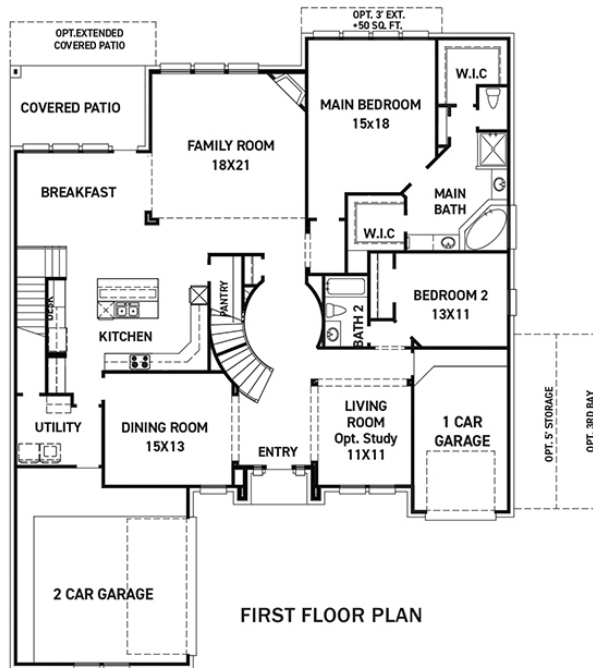 OPT. 3' EXT.
+50 SQ. FT.
OPT.EXTENDED
COVERED PATIO
W.I.C
COVERED PATIO
MAIN BEDROOM
15x18
FAMILY ROOM
18X21
BREAKFAST
MAIN
BATH
W.I.C
PANTRY
BEDROOM 2
13X11
DESK
BATH 2
KITCHEN
UTILITY
DINING ROOM
15X13
LIVING
ROOM
Opt. Study
11X11
1 CAR
GARAGE
OPT. 5' STORAGE
OPT. 3RD BAY
ENTRY
2 CAR GARAGE
FIRST FLOOR PLAN